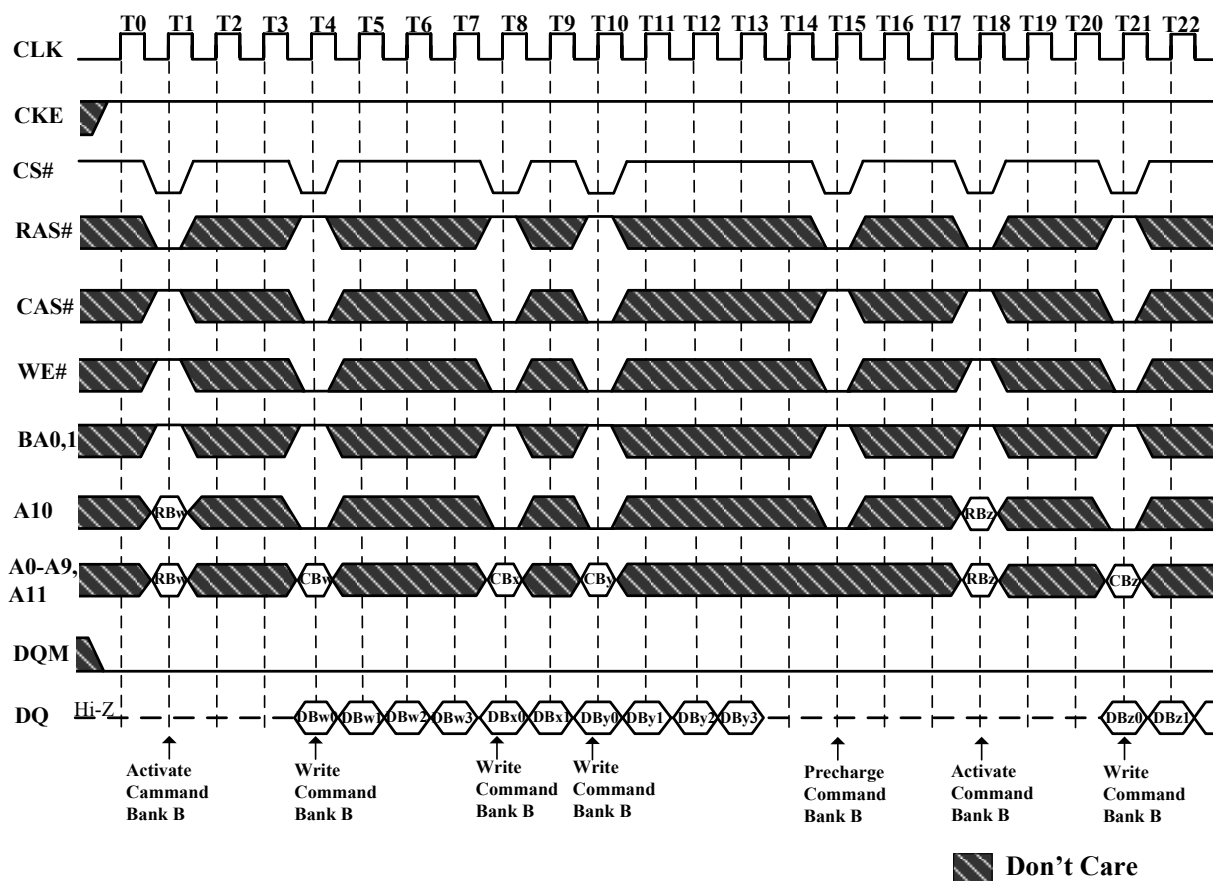 T0 T1 T2 T3 T4 T5 T6 T7 T8 T9 T10 T11 T12 T13 T14 T15 T16 T17 T18 T19 T20 T21 T22
CLK
CKE
CS#
RAS#
CAS#
WE#
BA0,1
A10 RBw RBz
A0-A9,
A11 RBw CBw CBx CBy RBz CBz
DQM
DQ Hi-Z DBw0 DBw1 DBw2 DBw3 DBx0 DBx1 DBy0 DBy1 DBy2 DBy3 DBz0 DBz1
Activate
Cammand
Bank B
Write
Command
Bank B
Write
Command
Bank B
Write
Command
Bank B
Precharge
Command
Bank B
Activate
Command
Bank B
Write
Command
Bank B
Don't Care